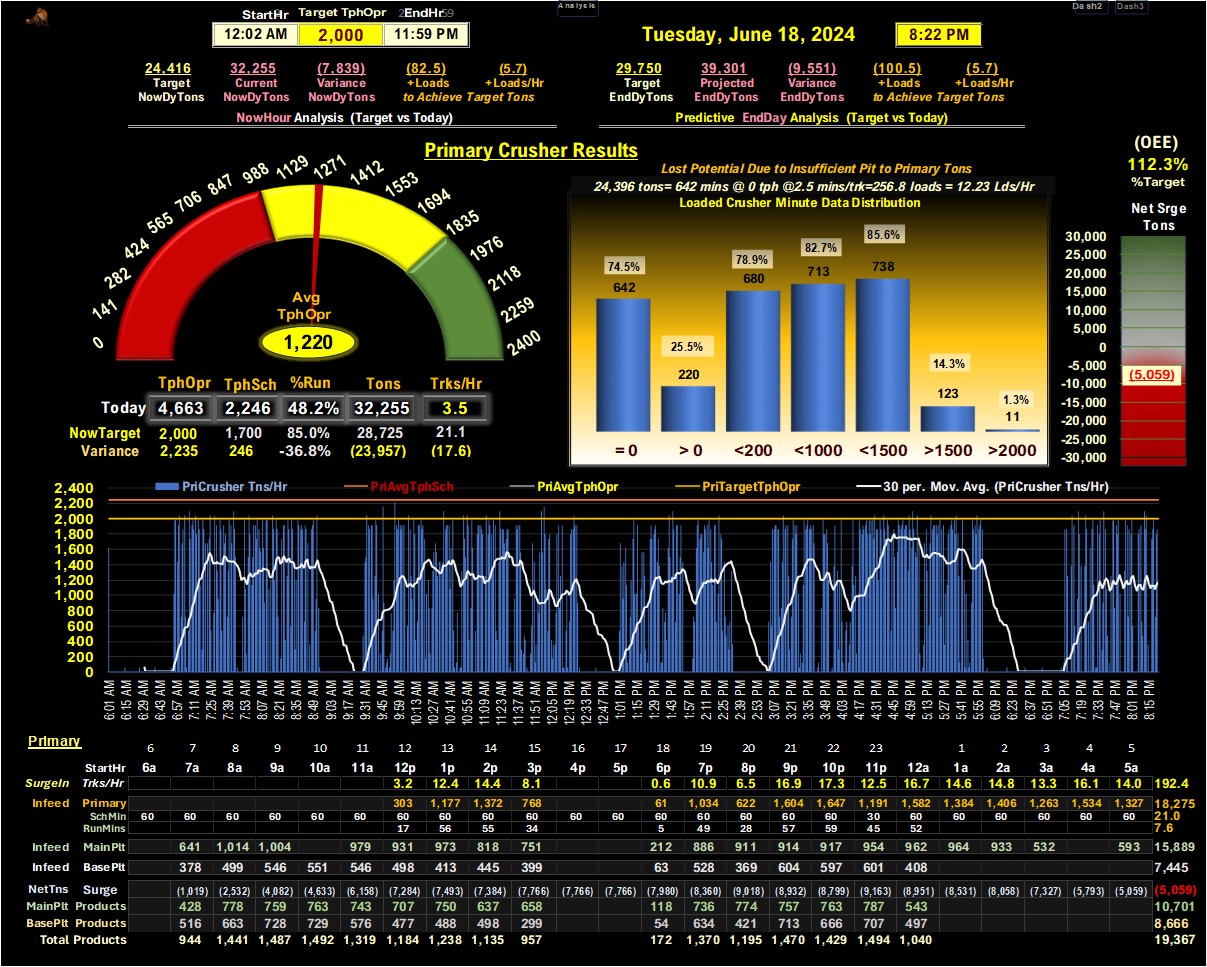 Analysis Dash2 Dash3
StartHr Target TphOpr EndHr
12:02 AM 2,000 11:59 PM
Tuesday, June 18, 2024 8:22 PM
24,416 32,255 (7,839) (82.5) (5.7) 29,750 39,301 (9,551) (100.5) (5.7)
Target Current Variance +Loads +Loads/Hr Target Projected Variance +Loads +Loads/Hr
NowDyTons NowDyTons NowDyTons to Achieve Target Tons EndDyTons EndDyTons EndDyTons to Achieve Target Tons
NowHour Analysis (Target vs Today) Predictive EndDay Analysis (Target vs Today)
Primary Crusher Results
(OEE)
112.3%
%Target
Net Srge
Tons
30,000
25,000
20,000
15,000
10,000
5,000
0
-5,000
(5,059)
-10,000
-15,000
-20,000
-25,000
-30,000
Lost Potential Due to Insufficient Pit to Primary Tons
24,396 tons= 642 mins @ 0 tph @2.5 mins/trk=256.8 loads = 12.23 Lds/Hr
Loaded Crusher Minute Data Distribution
74.5% 25.5% 78.9% 82.7% 85.6% 14.3% 1.3%
642 220 680 713 738 123 11
= 0 > 0 <200 <1000 <1500 >1500 >2000
0 141 282 424 565 706 847 988 1129 1271 1412 1553 1694 1835 1976 2118 2259 2400
Avg
TphOpr
1,220
TphOpr TphSch %Run Tons Trks/Hr
Today 4,663 2,246 48.2% 32,255 3.5
NowTarget 2,000 1,700 85.0% 28,725 21.1
Variance 2,235 246 -36.8% (23,957) (17.6)
PriCrusher Tns/Hr PriAvgTphSch PriAvgTphOpr PriTargetTphOpr 30 per. Mov. Avg. (PriCrusher Tns/Hr)
2,400
2,200
2,000
1,800
1,600
1,400
1,200
1,000
800
600
400
200
0
6:01 AM 6:15 AM 6:29 AM 6:43 AM 6:57 AM 7:11 AM 7:25 AM 7:39 AM 7:53 AM 8:07 AM 8:21 AM 8:35 AM 8:49 AM 9:03 AM 9:17 AM 9:31 AM 9:45 AM 9:59 AM 10:13 AM 10:27 AM 10:41 AM 10:55 AM 11:09 AM 11:23 AM 11:37 AM 11:51 AM 12:05 PM 12:19 PM 12:33 PM 12:47 PM 1:01 PM 1:15 PM 1:29 PM 1:43 PM 1:57 PM 2:11 PM 2:25 PM 2:39 PM 2:53 PM 3:07 PM 3:21 PM 3:35 PM 3:49 PM 4:03 PM 4:17 PM 4:31 PM 4:45 PM 4:59 PM 5:13 PM 5:27 PM 5:41 PM 5:55 PM 6:09 PM 6:23 PM 6:37 PM 6:51 PM 7:05 PM 7:19 PM 7:33 PM 7:47 PM 8:01 PM 8:15 PM
Primary 6 7 8 9 10 11 12 13 14 15 16 17 18 19 20 21 22 23 1 2 3 4 5
StartHr 6a 7a 8a 9a 10a 11a 12p 1p 2p 3p 4p 5p 6p 7p 8p 9p 10p 11p 12a 1a 2a 3a 4a 5a
SurgeIn Trks/Hr 3.2 12.4 14.4 8.1 0.6 10.9 6.5 16.9 17.3 12.5 16.7 14.6 14.8 13.3 16.1 14.0 192.4
Infeed Primary 303 1,177 1,372 768 61 1,034 622 1,604 1,647 1,191 1,582 1,384 1,406 1,263 1,534 1,327 18,275
SchMin 60 60 60 60 60 60 60 60 60 60 60 60 60 60 60 60 60 30 60 60 60 60 60 60 21.0
RunMins 17 56 55 34 5 49 28 57 59 45 52 7.6
Infeed MainPlt 641 1,014 1,004 979 931 973 818 751 212 886 911 914 917 954 962 964 933 532 593 15,889
Infeed BasePlt 378 499 546 551 546 498 413 445 399 63 528 369 604 597 601 408 7,445
NetTns Surge (1,019) (2,532) (4,082) (4,633) (6,158) (7,284) (7,493) (7,384) (7,766) (7,766) (7,766) (7,980) (8,360) (9,018) (8,932) (8,799) (9,163) (8,951) (8,531) (8,058) (7,327) (5,793) (5,059) (5,059)
MainPlt Products 428 778 759 763 743 707 750 637 658 118 736 774 757 763 787 543 10,701
BasePlt Products 516 663 728 729 576 477 488 498 299 54 634 421 713 666 707 497 8,666
Total Products 944 1,441 1,487 1,492 1,319 1,184 1,238 1,135 957 172 1,370 1,195 1,470 1,429 1,494 1,040 19,367